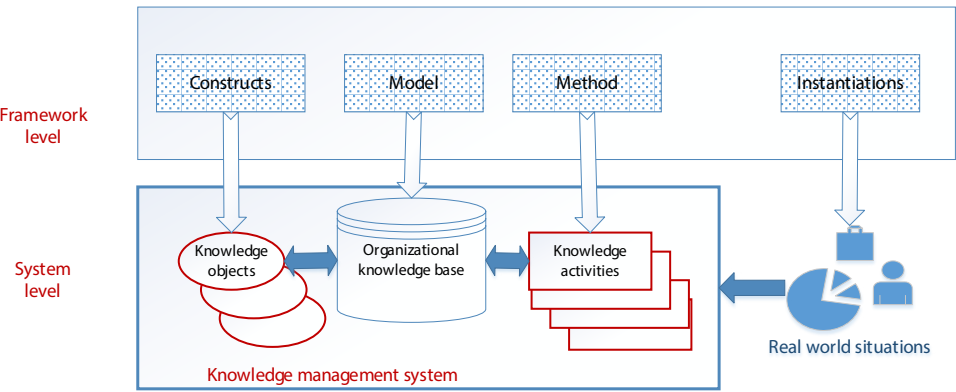 Constructs
Model
Method
Instantiations
Framework
level
Knowledge
objects
Organizational
knowledge base
Knowledge
activities
System
level
Real world situations
Knowledge management system